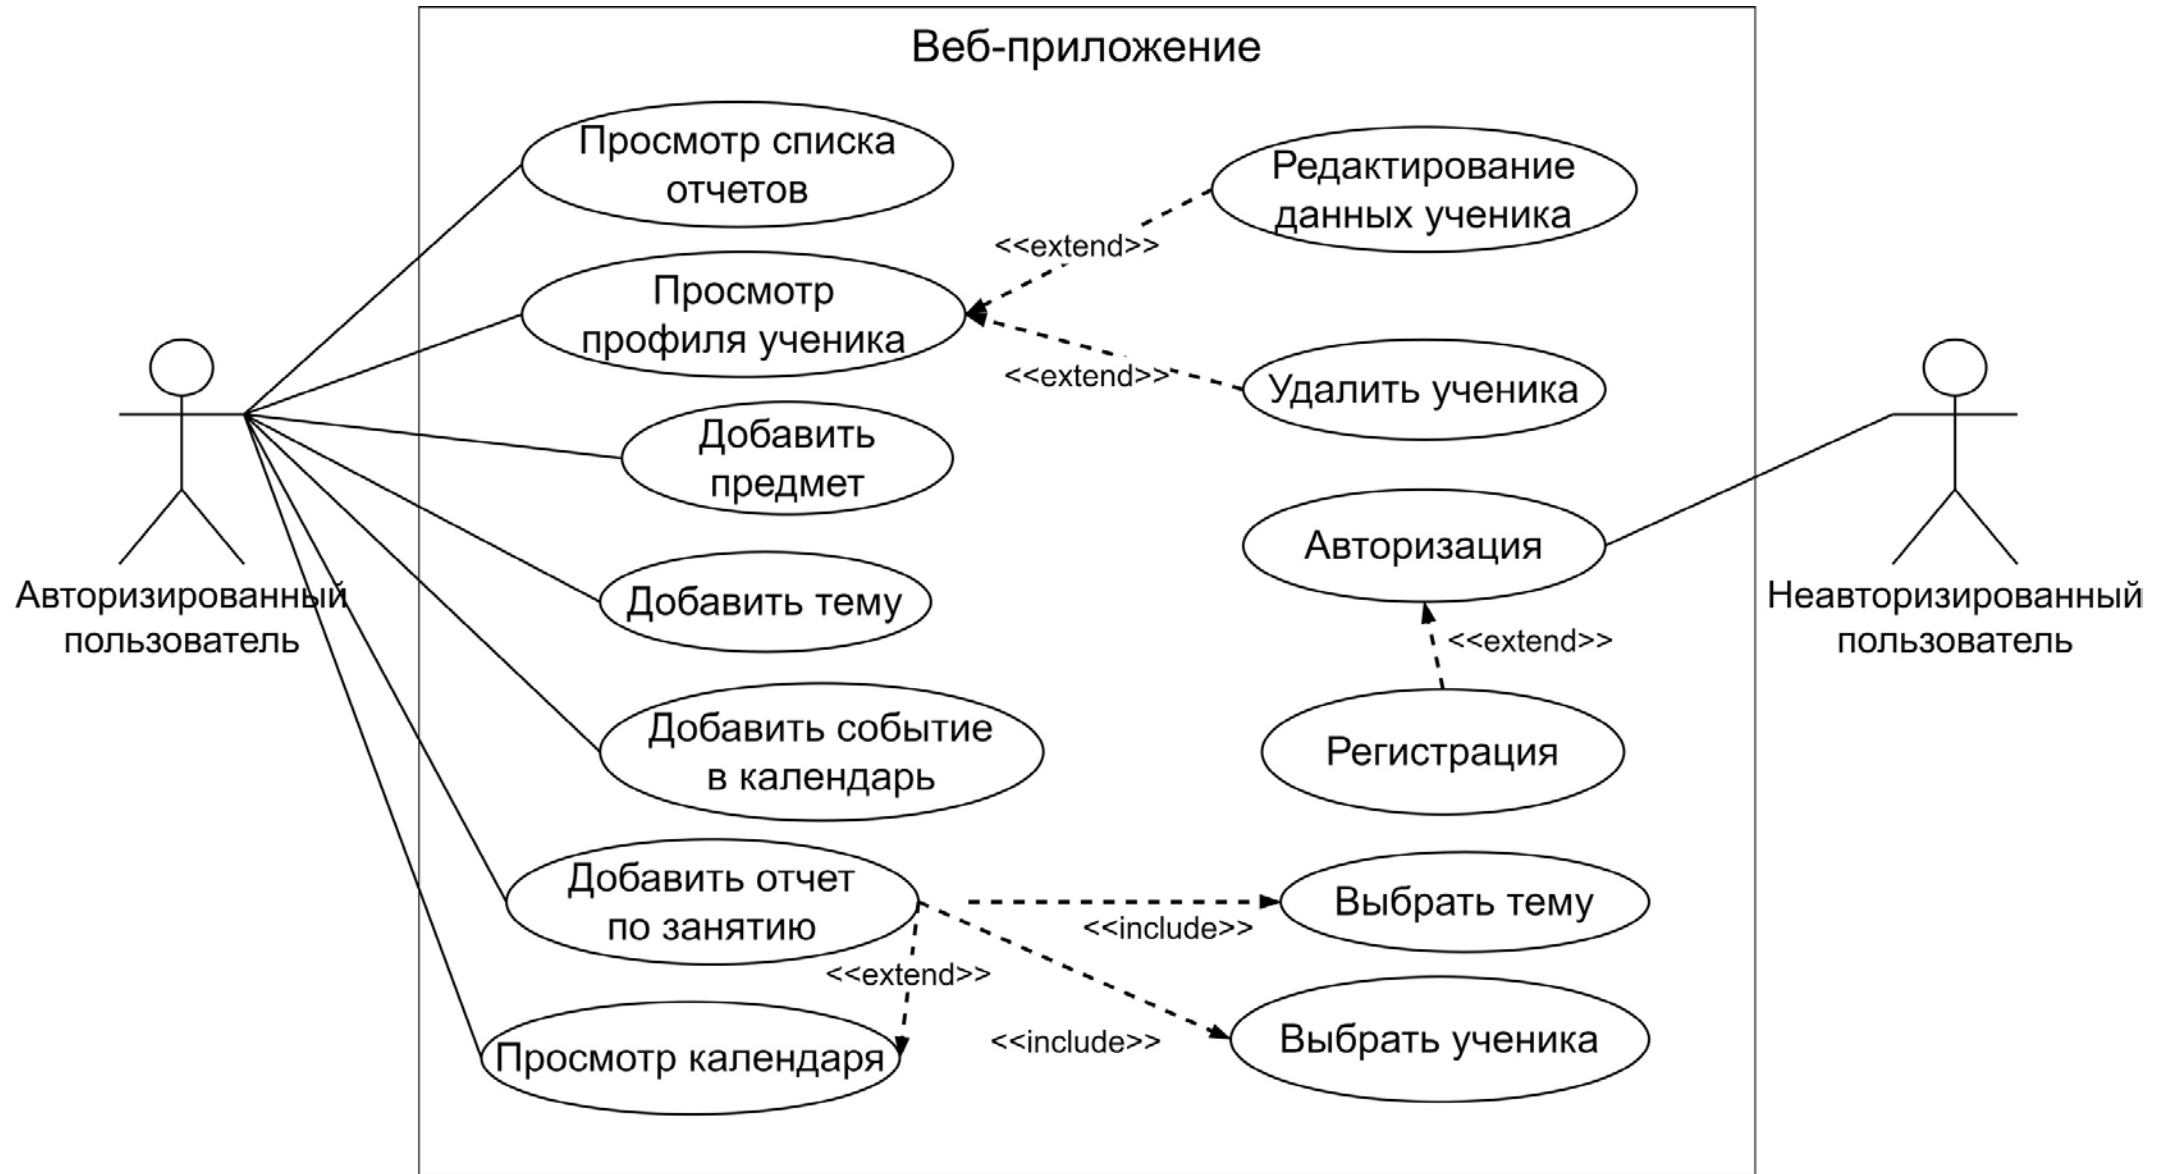 Веб-приложение
Просмотр списка
отчетов
Редактирование
данных ученика
<<extend>>
Просмотр
профиля ученика
<<extend>>
Удалить ученика
Добавить
предмет
Авторизация
Авторизированный
пользователь
Добавить тему
Неавторизированный
пользователь
<<extend>>
Добавить событие
в календарь
Регистрация
Добавить отчет
по занятию
Выбрать тему
<<include>>
<<extend>>
<<include>>
Просмотр календаря
Выбрать ученика